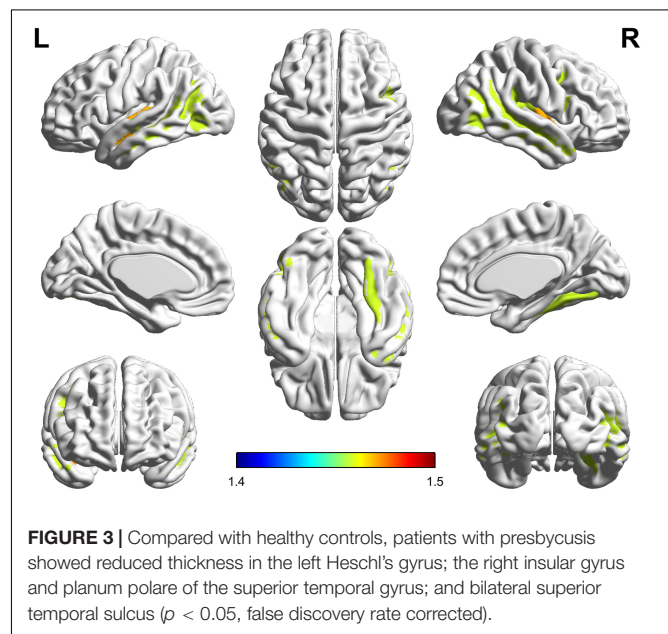 L
R
1.4
1.5
FIGURE 3 | Compared with healthy controls, patients with presbycusis
showed reduced thickness in the left Heschl's gyrus; the right insular gyrus
and planum polare of the superior temporal gyrus; and bilateral superior
temporal sulcus (p < 0.05, false discovery rate corrected).